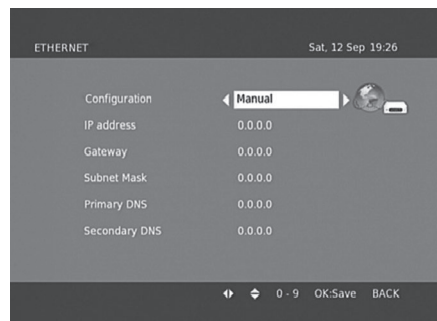 ETHERNET Sat, 12 Sep 19:26
Configuration Manual
IP address 0.0.0.0
Gateway 0.0.0.0
Subnet Mask 0.0.0.0
Primary DNS 0.0.0.0
Secondary DNS 0.0.0.0
0 - 9 OK:Save BACK